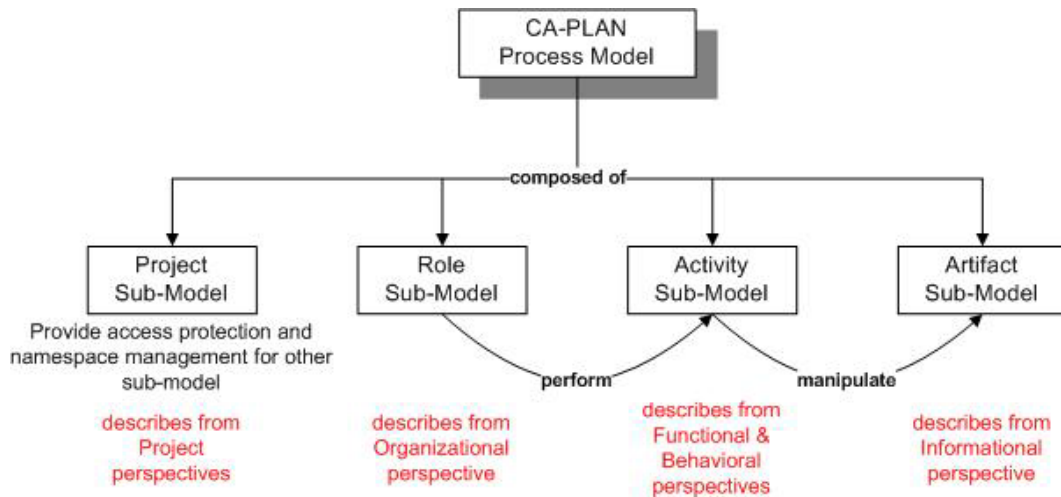 CA-PLAN
Process Model
composed of
Project
Sub-Model
Role
Sub-Model
Activity
Sub-Model
Artifact
Sub-Model
Provide access protection and
namespace management for other
sub-model
perform
manipulate
describes from
Project
perspectives
describes from
Organizational
perspective
describes from
Functional &
Behavioral
perspectives
describes from
Informational
perspective